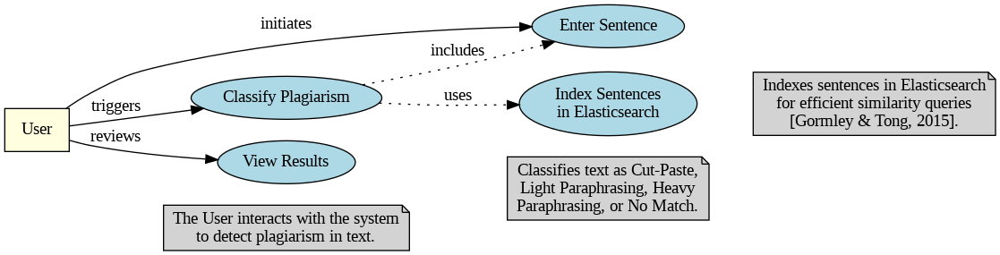 initiates
Enter Sentence
includes
Classify Plagiarism
triggers
uses
Index Sentences
in Elasticsearch
Indexes sentences in Elasticsearch
for efficient similarity queries
[Gormley & Tong, 2015].
User
reviews
View Results
Classifies text as Cut-Paste,
Light Paraphrasing, Heavy
Paraphrasing, or No Match.
The User interacts with the system
to detect plagiarism in text.